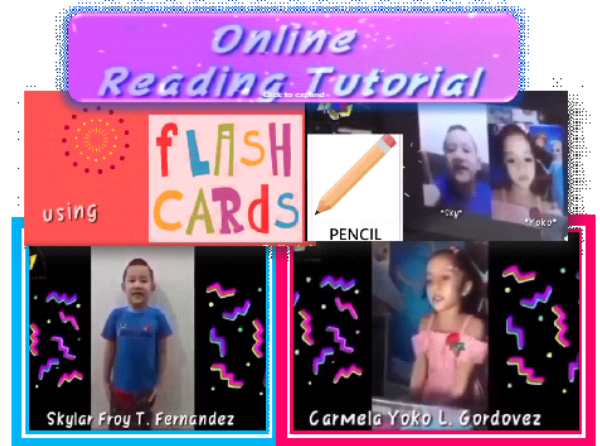 Online
Reading Tutorial
Click to expand
using
FLASH
CARDS
PENCIL
*Sky*
*Yoko*
Skylar Froy T. Fernandez
Carmela Yoko L. Gordovez